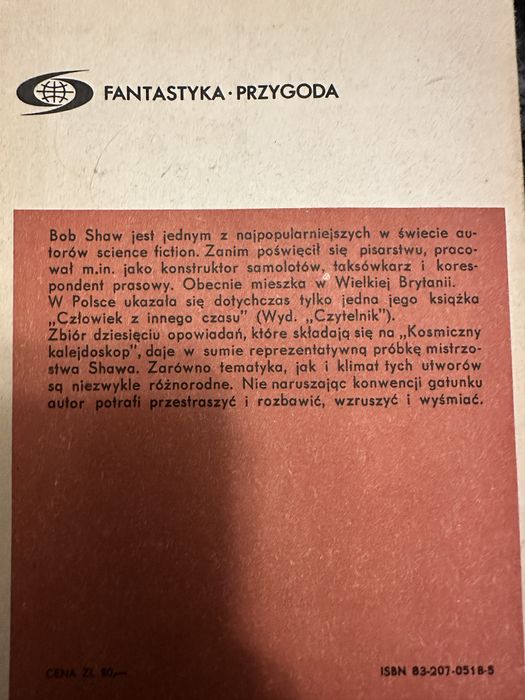 FANTASTYKA · PRZYGODA
Bob Shaw jest jednym z najpopularniejszych w świecie au-
torów science fiction. Zanim poświęcił się pisarstwu, praco-
wał m.in. jako konstruktor samolotów, taksówkarz i kores-
pondent prasowy. Obecnie mieszka w Wielkiej Brytanii.
W Polsce ukazała się dotychczas tylko jedna jego książka
„Człowiek z innego czasu” (Wyd. „Czytelnik”).
Zbiór dziesięciu opowiadań, które składają się na „Kosmiczny
kalejdoskop”, daje w sumie reprezentatywną próbkę mistrzo-
stwa Shawa. Zarówno tematyka, jak i klimat tych utworów
są niezwykle różnorodne. Nie naruszając konwencji gatunku
autor potrafi przestraszyć i rozbawić, wzruszyć i wyśmiać.
CENA ZŁ 80,—
ISBN 83-207-0518-5